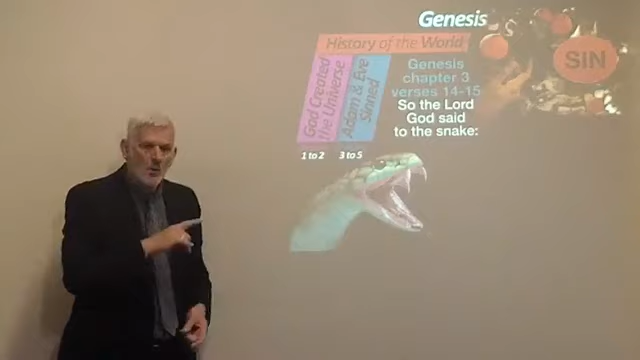 Genesis
History of the World
SIN
God Created
the Universe
Adam & Eve
Sinned
Genesis
chapter 3
verses 14-15
So the Lord
God said
to the snake:
1 to 2
3 to 5